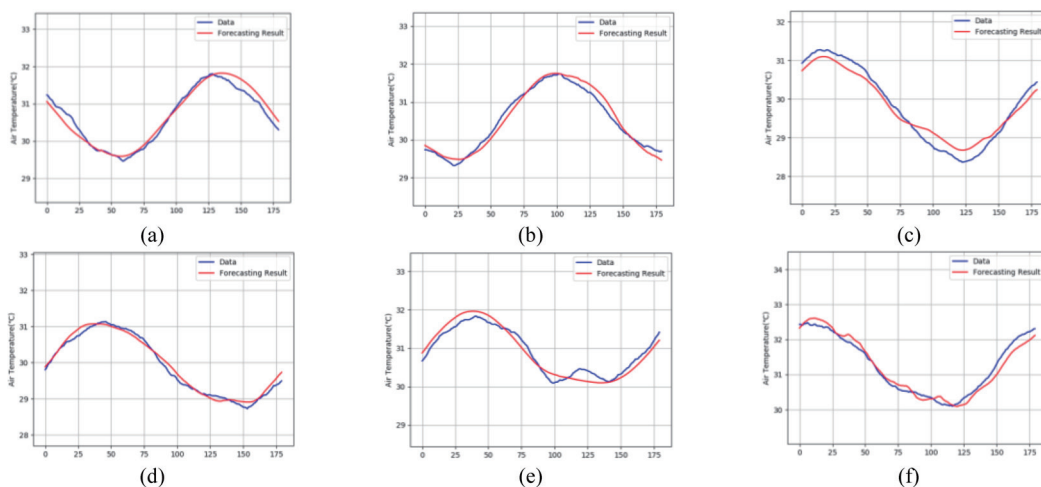 33
32
31
30
29
Air Temperature(℃)
Data
Forecasting Result
0 25 50 75 100 125 150 175
(a)
33
32
31
30
29
Air Temperature(℃)
Data
Forecasting Result
0 25 50 75 100 125 150 175
(b)
32
31
30
29
28
Air Temperature(℃)
Data
Forecasting Result
0 25 50 75 100 125 150 175
(c)
33
32
31
30
29
28
Air Temperature(℃)
Data
Forecasting Result
0 25 50 75 100 125 150 175
(d)
33
32
31
30
29
Air Temperature(℃)
Data
Forecasting Result
0 25 50 75 100 125 150 175
(e)
34
33
32
31
30
Air Temperature(℃)
Data
Forecasting Result
0 25 50 75 100 125 150 175
(f)